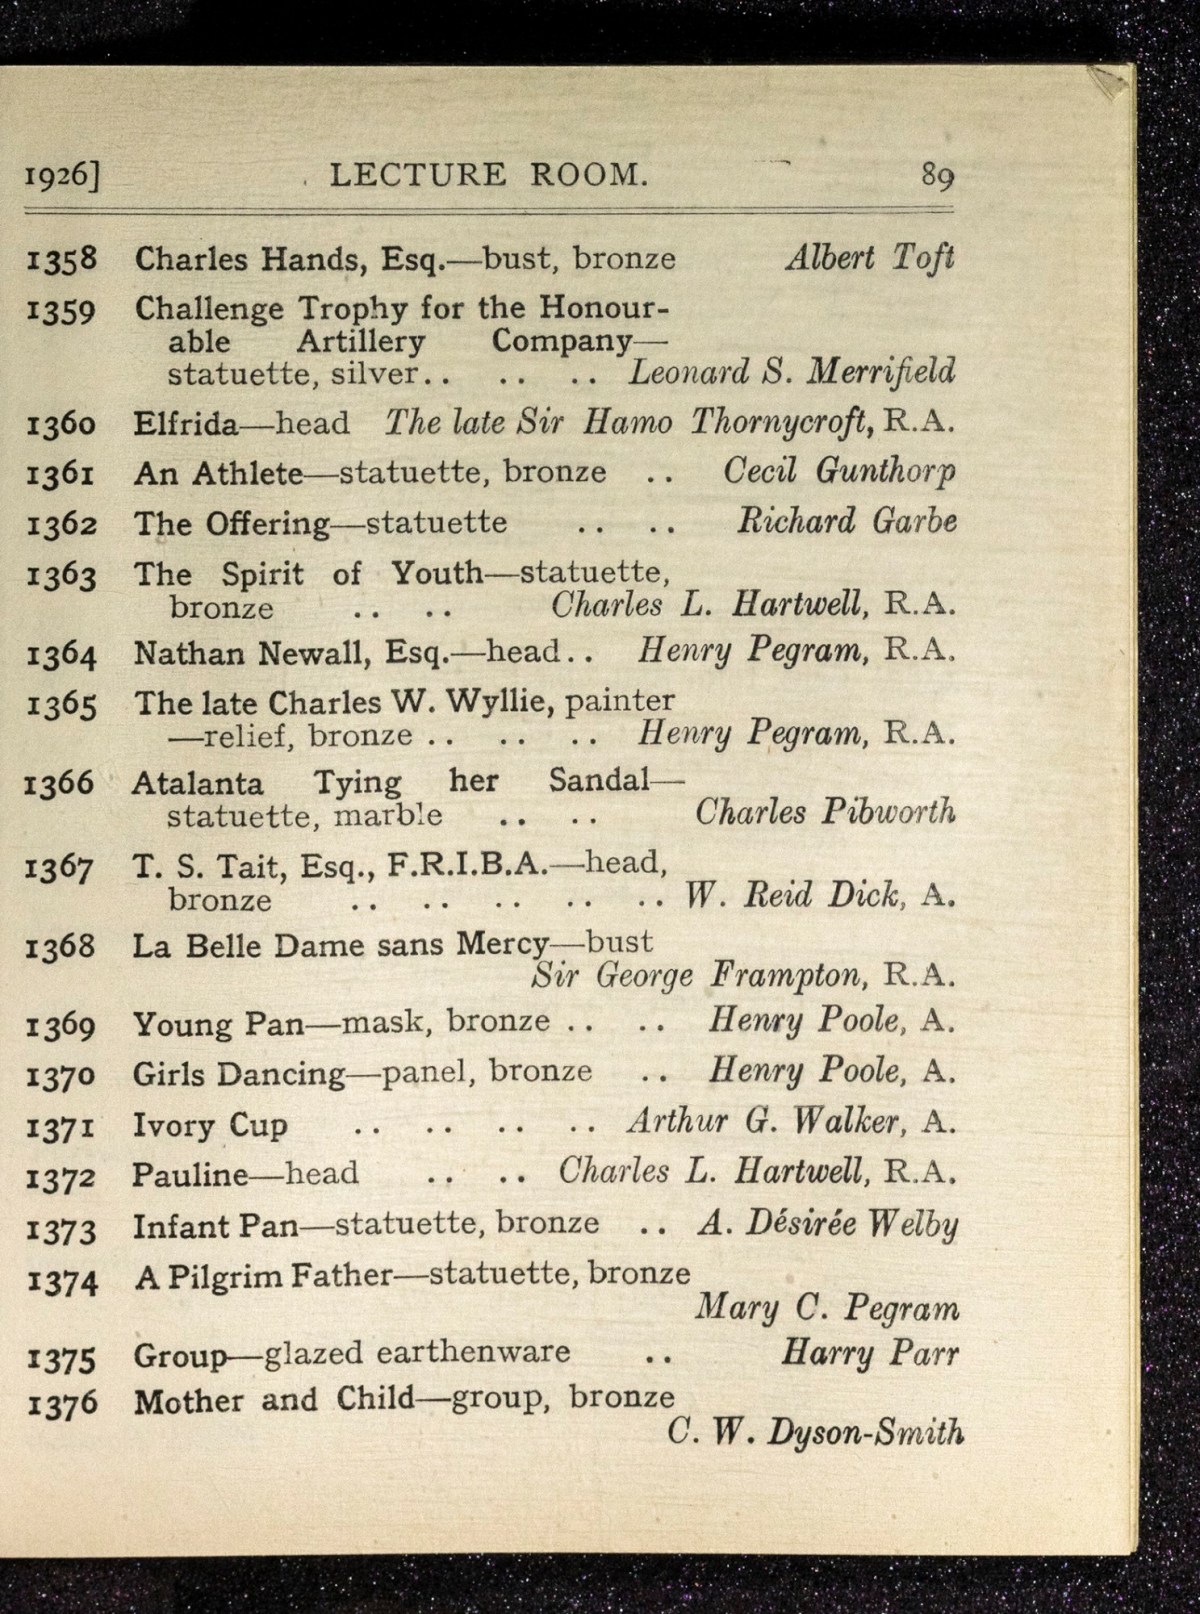 1926] LECTURE ROOM. 89
1358 Charles Hands, Esq.—bust, bronze Albert Toft
1359 Challenge Trophy for the Honour-
able Artillery Company—
statuette, silver.. .. .. Leonard S. Merrifield
1360 Elfrida—head The late Sir Hamo Thornycroft, R.A.
1361 An Athlete—statuette, bronze .. Cecil Gunthorp
1362 The Offering—statuette .. .. Richard Garbe
1363 The Spirit of Youth—statuette,
bronze .. .. Charles L. Hartwell, R.A.
1364 Nathan Newall, Esq.—head.. Henry Pegram, R.A.
1365 The late Charles W. Wyllie, painter
—relief, bronze .. .. .. Henry Pegram, R.A.
1366 Atalanta Tying her Sandal—
statuette, marble .. .. Charles Pibworth
1367 T. S. Tait, Esq., F.R.I.B.A.—head,
bronze .. .. .. .. .. W. Reid Dick, A.
1368 La Belle Dame sans Mercy—bust
Sir George Frampton, R.A.
1369 Young Pan—mask, bronze .. .. Henry Poole, A.
1370 Girls Dancing—panel, bronze .. Henry Poole, A.
1371 Ivory Cup .. .. .. .. Arthur G. Walker, A.
1372 Pauline—head .. .. Charles L. Hartwell, R.A.
1373 Infant Pan—statuette, bronze .. A. Désirée Welby
1374 A Pilgrim Father—statuette, bronze
Mary C. Pegram
1375 Group—glazed earthenware .. Harry Parr
1376 Mother and Child—group, bronze
C. W. Dyson-Smith